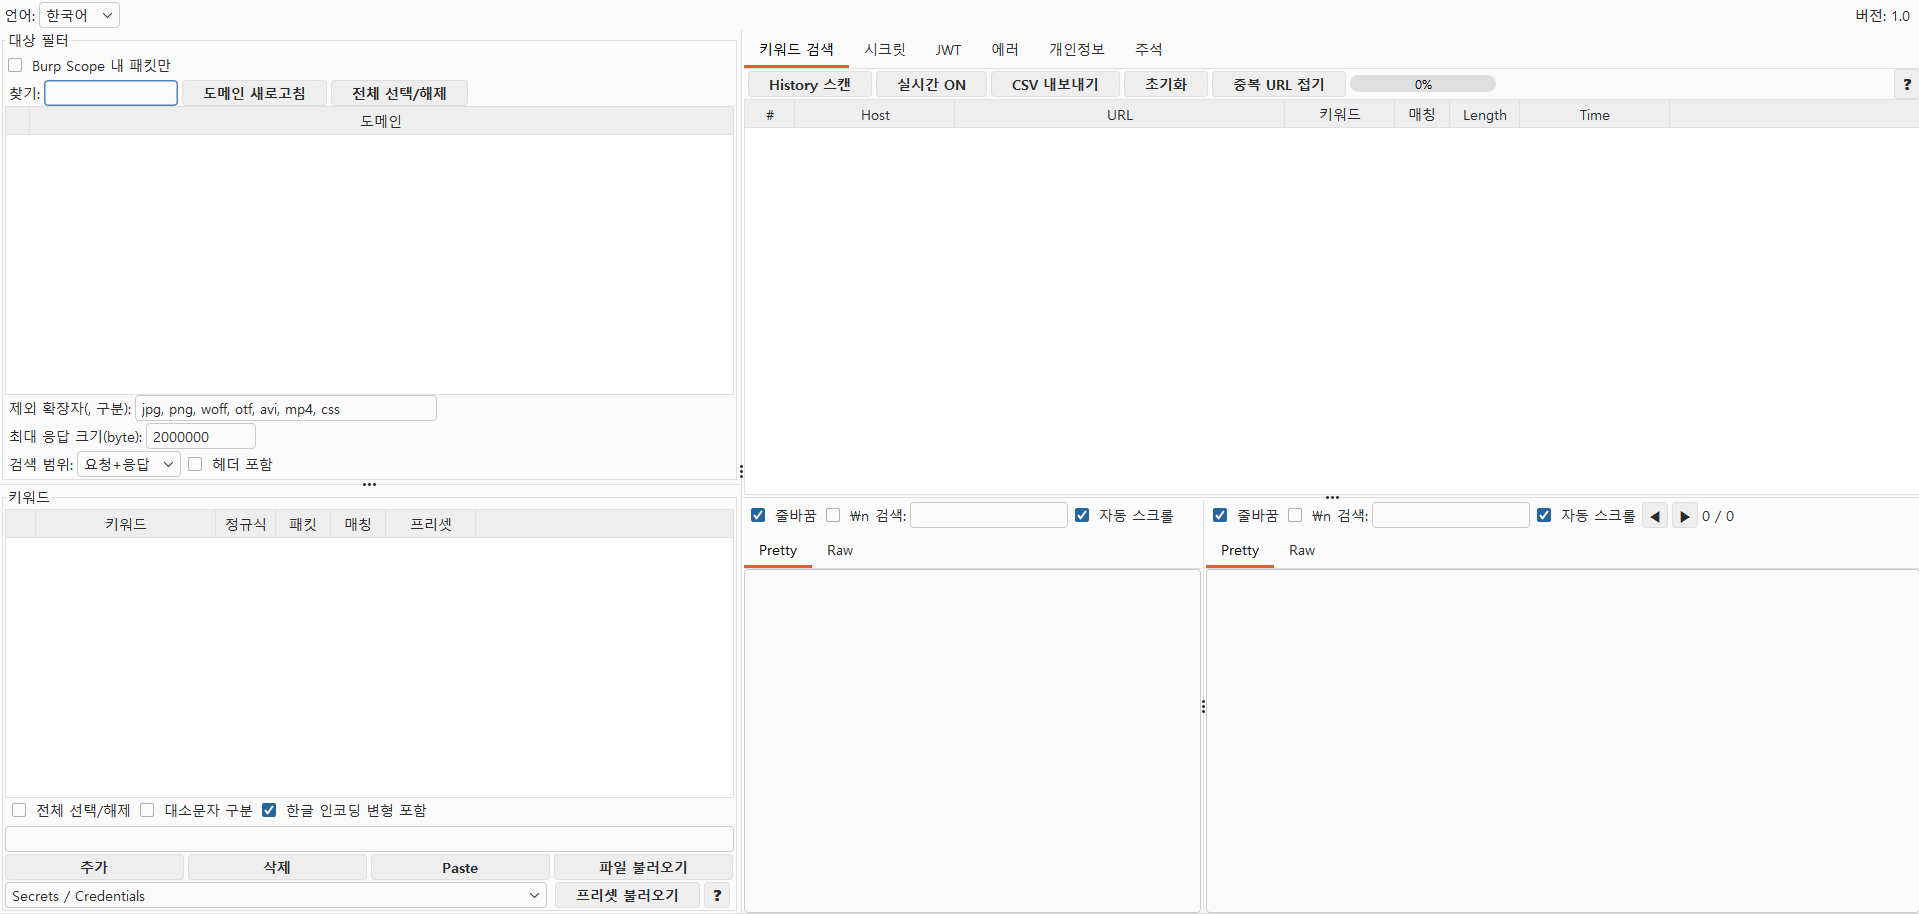 언어: 한국어
버전: 1.0
대상 필터
Burp Scope 내 패킷만
찾기: 도메인 새로고침 전체 선택/해제
도메인
제외 확장자(, 구분): jpg, png, woff, otf, avi, mp4, css
최대 응답 크기(byte): 2000000
검색 범위: 요청+응답 헤더 포함
키워드
키워드 정규식 패킷 매칭 프리셋
전체 선택/해제 대소문자 구분 한글 인코딩 변형 포함
추가 삭제 Paste 파일 불러오기
Secrets / Credentials 프리셋 불러오기 ?
키워드 검색 시크릿 JWT 에러 개인정보 주석
History 스캔 실시간 ON CSV 내보내기 초기화 중복 URL 접기 0% ?
# Host URL 키워드 매칭 Length Time
줄바꿈 ₩n 검색: 자동 스크롤
Pretty Raw
줄바꿈 ₩n 검색: 자동 스크롤 ◀ ▶ 0 / 0
Pretty Raw